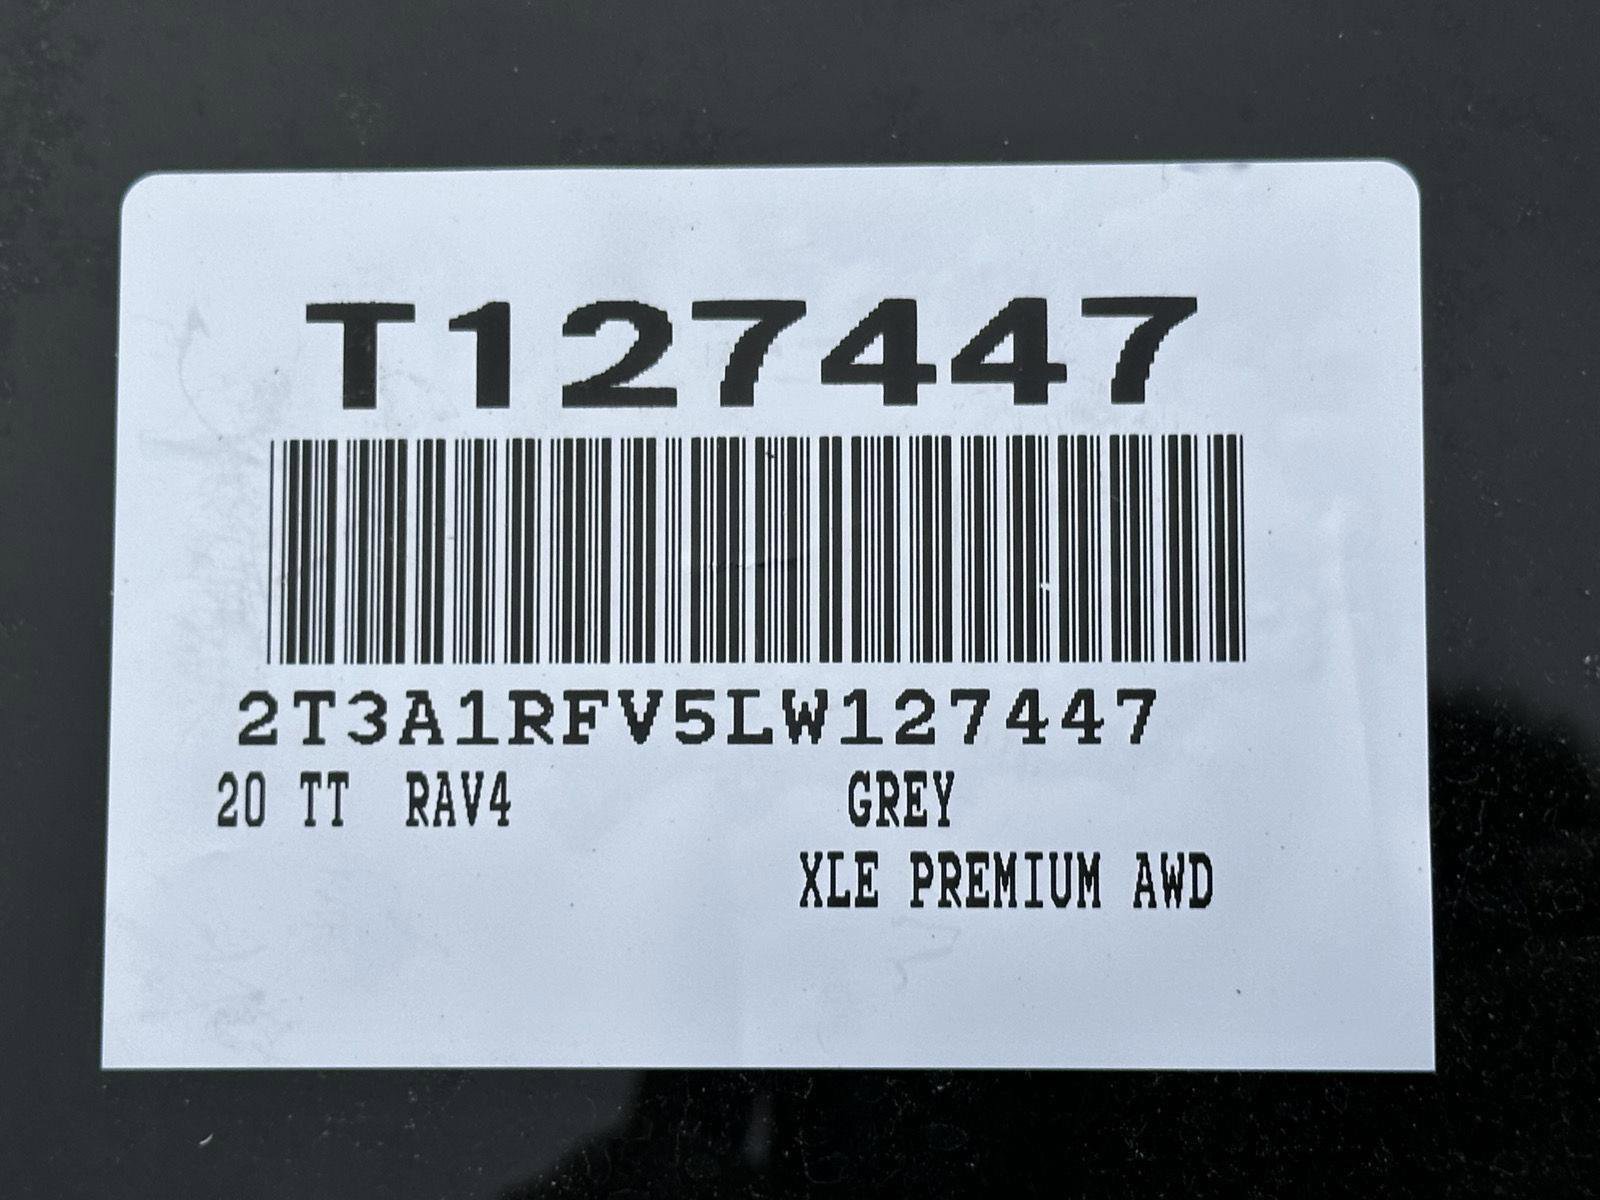 T127447
2T3A1RFV5LW127447
20 TT RAV4 GREY
XLE PREMIUM AWD